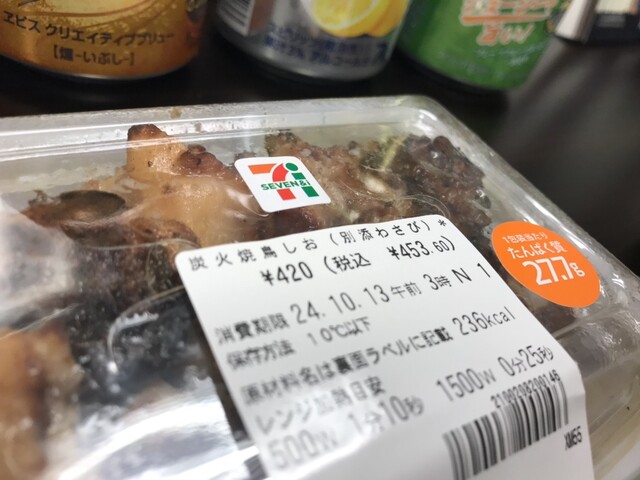 ヱビス クリエイティブブリュー
[燻-いぶし-]
SEVEN&i
炭火焼鳥しお(別添わさび)*
¥420 (税込 ¥453.60)
消費期限 24.10.13午前 3時 N 1
保存方法 10℃以下
原材料名は裏面ラベルに記載 236kcal
レンジ加熱目安
500W 1分10秒 1500W 0分25秒
1包装当たり
たんぱく質
27.7g